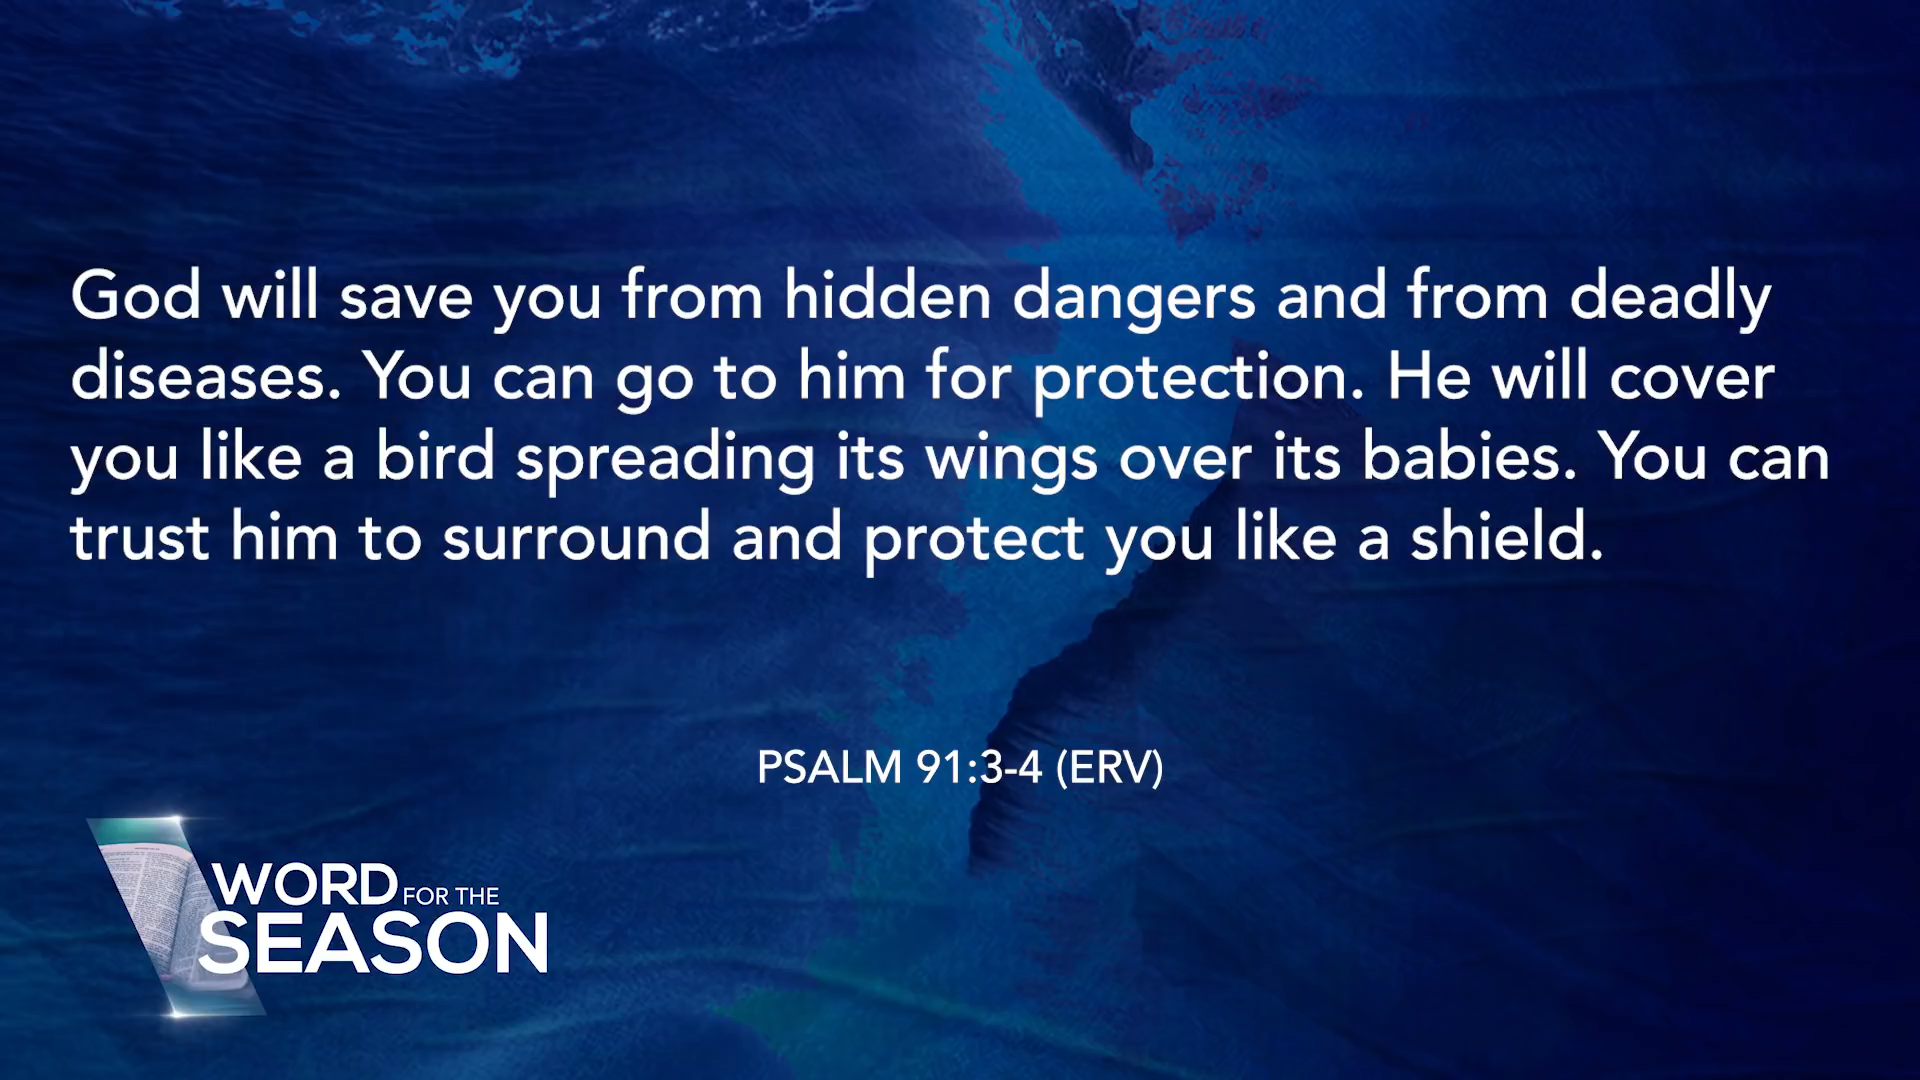 God will save you from hidden dangers and from deadly
diseases. You can go to him for protection. He will cover
you like a bird spreading its wings over its babies. You can
trust him to surround and protect you like a shield.
PSALM 91:3-4 (ERV)
WORD FOR THE
SEASON